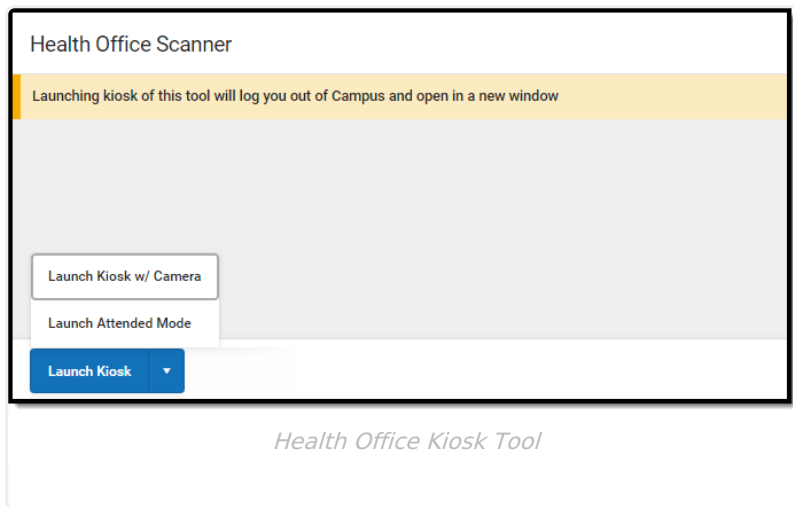 Health Office Scanner
Launching kiosk of this tool will log you out of Campus and open in a new window
Launch Kiosk w/ Camera
Launch Attended Mode
Launch Kiosk
Health Office Kiosk Tool